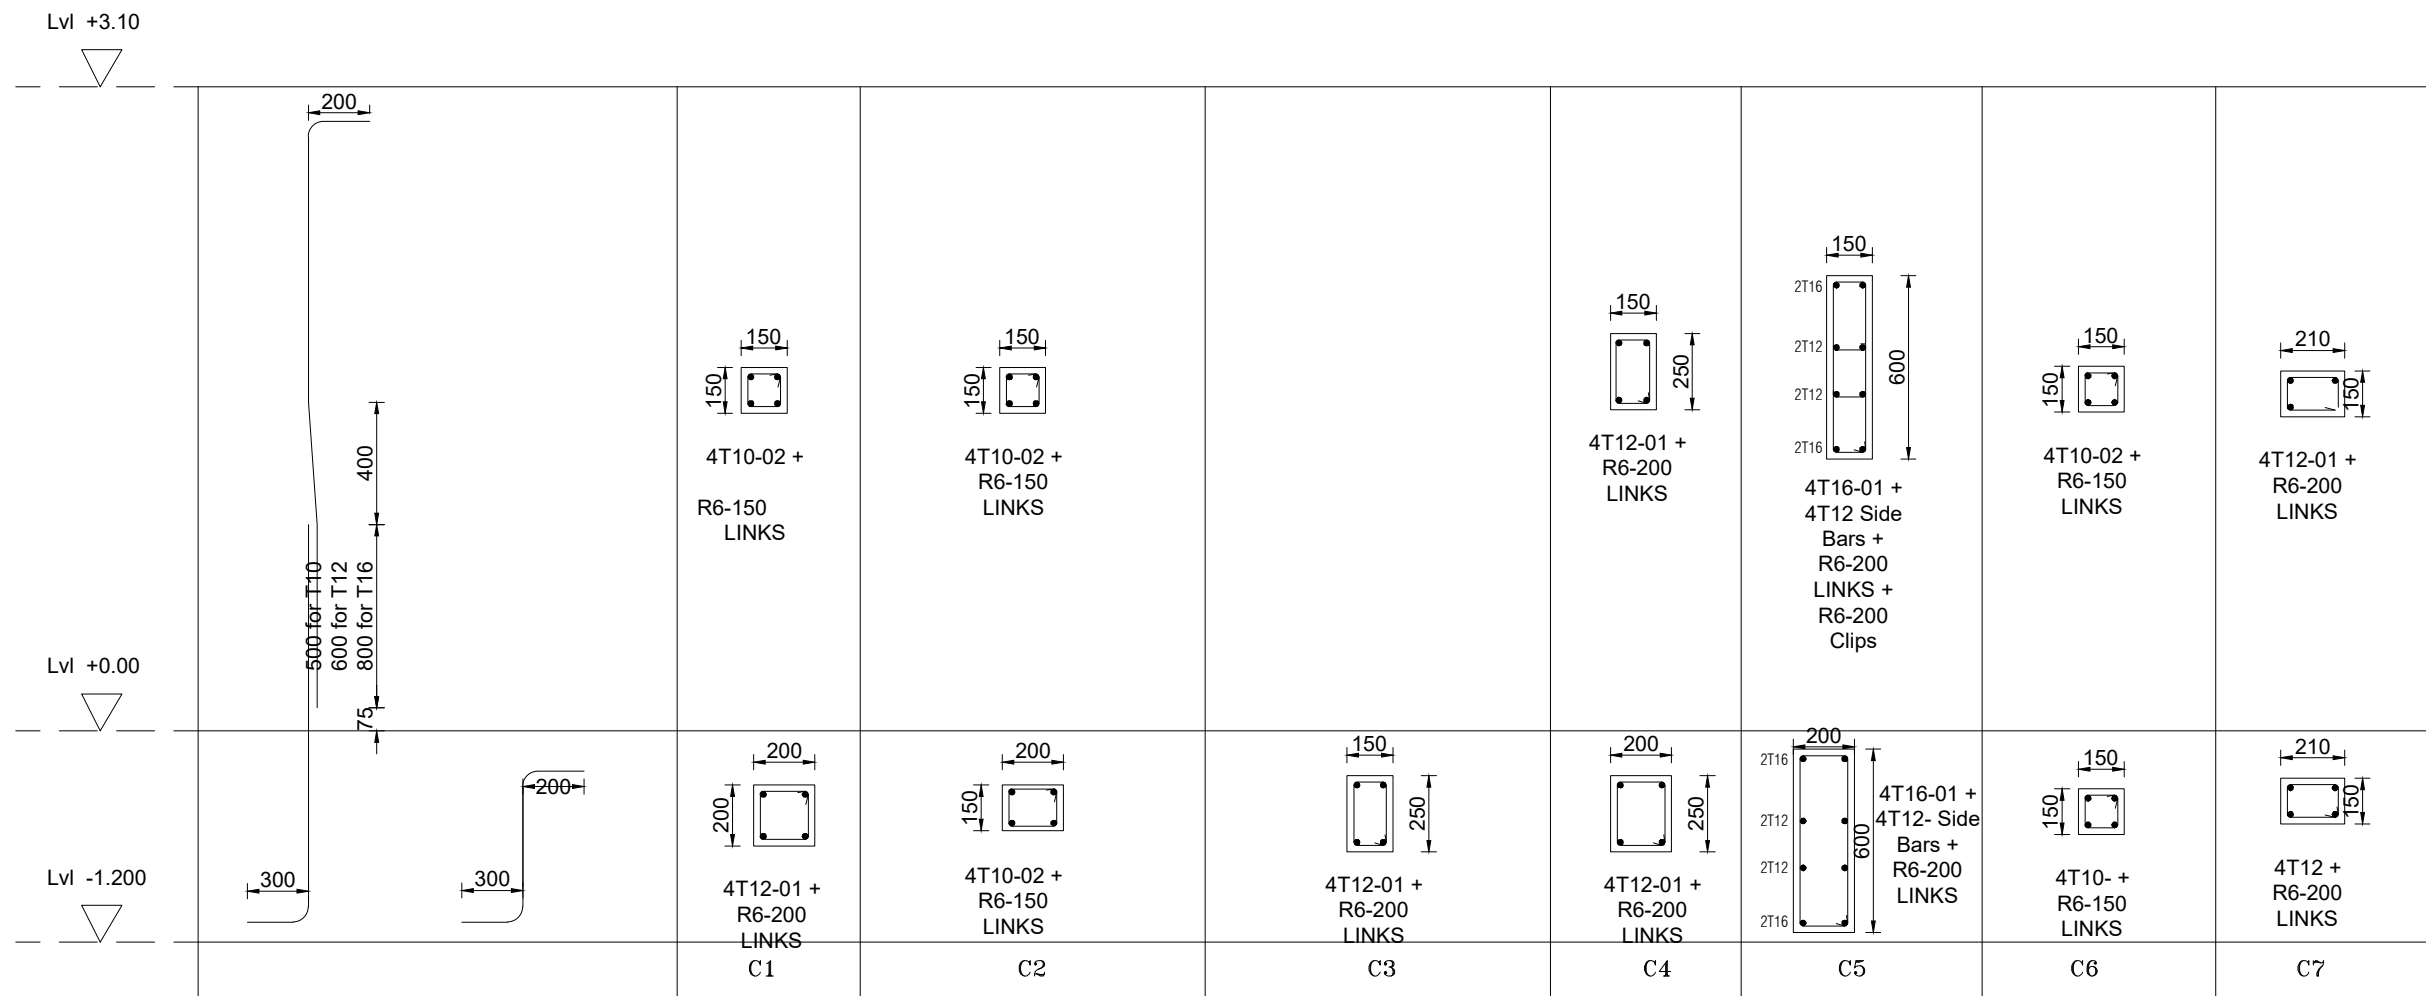 Lvl +3.10
200
400
500 for T10
600 for T12
800 for T16
75
Lvl +0.00
150
150
4T10-02 +
R6-150
LINKS
150
150
4T10-02 +
R6-150
LINKS
150
250
4T12-01 +
R6-200
LINKS
150
2T16
2T12
2T12
2T16
600
4T16-01 +
4T12 Side
Bars +
R6-200
LINKS +
R6-200
Clips
150
150
4T10-02 +
R6-150
LINKS
210
150
4T12-01 +
R6-200
LINKS
Lvl -1.200
300
200
300
200
200
4T12-01 +
R6-200
LINKS
200
150
4T10-02 +
R6-150
LINKS
150
250
4T12-01 +
R6-200
LINKS
200
250
4T12-01 +
R6-200
LINKS
200
2T16
2T12
2T12
2T16
600
4T16-01 +
4T12- Side
Bars +
R6-200
LINKS
150
150
4T10- +
R6-150
LINKS
210
150
4T12 +
R6-200
LINKS
C1
C2
C3
C4
C5
C6
C7